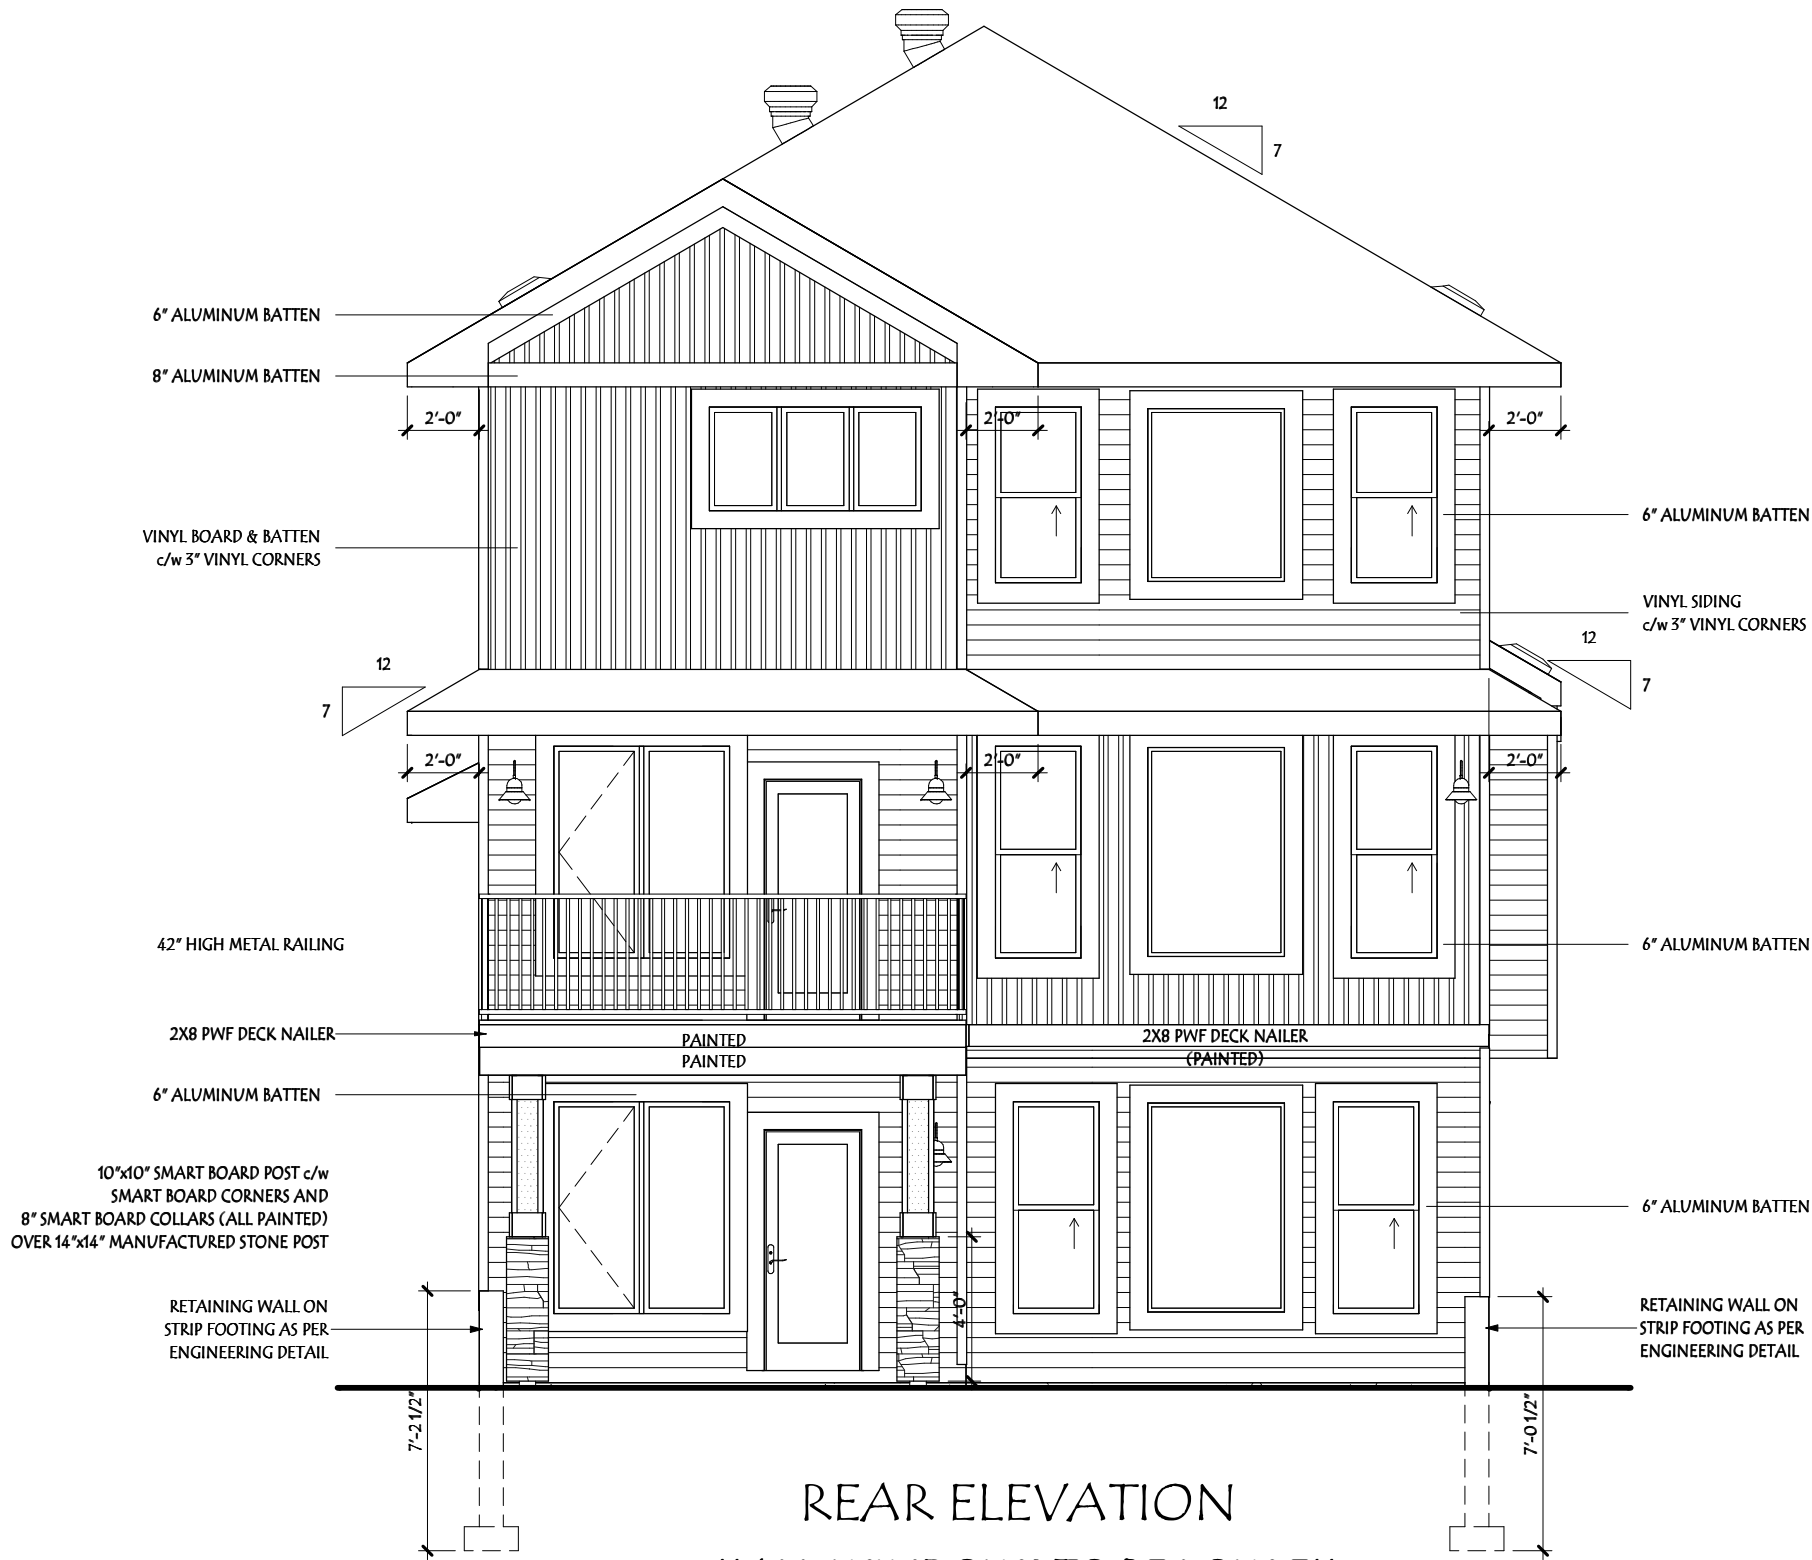 12
7
6" ALUMINUM BATTEN
8" ALUMINUM BATTEN
2'-0"
2'-0"
2'-0"
6" ALUMINUM BATTEN
VINYL BOARD & BATTEN
c/w 3" VINYL CORNERS
VINYL SIDING
c/w 3" VINYL CORNERS
12
7
12
7
2'-0"
2'-0"
2'-0"
42" HIGH METAL RAILING
6" ALUMINUM BATTEN
2X8 PWF DECK NAILER
PAINTED
PAINTED
2X8 PWF DECK NAILER
(PAINTED)
6" ALUMINUM BATTEN
10"x10" SMART BOARD POST c/w
SMART BOARD CORNERS AND
8" SMART BOARD COLLARS (ALL PAINTED)
OVER 14"x14" MANUFACTURED STONE POST
6" ALUMINUM BATTEN
4'-0"
RETAINING WALL ON
STRIP FOOTING AS PER
ENGINEERING DETAIL
RETAINING WALL ON
STRIP FOOTING AS PER
ENGINEERING DETAIL
7'-2 1/2"
7'-0 1/2"
REAR ELEVATION